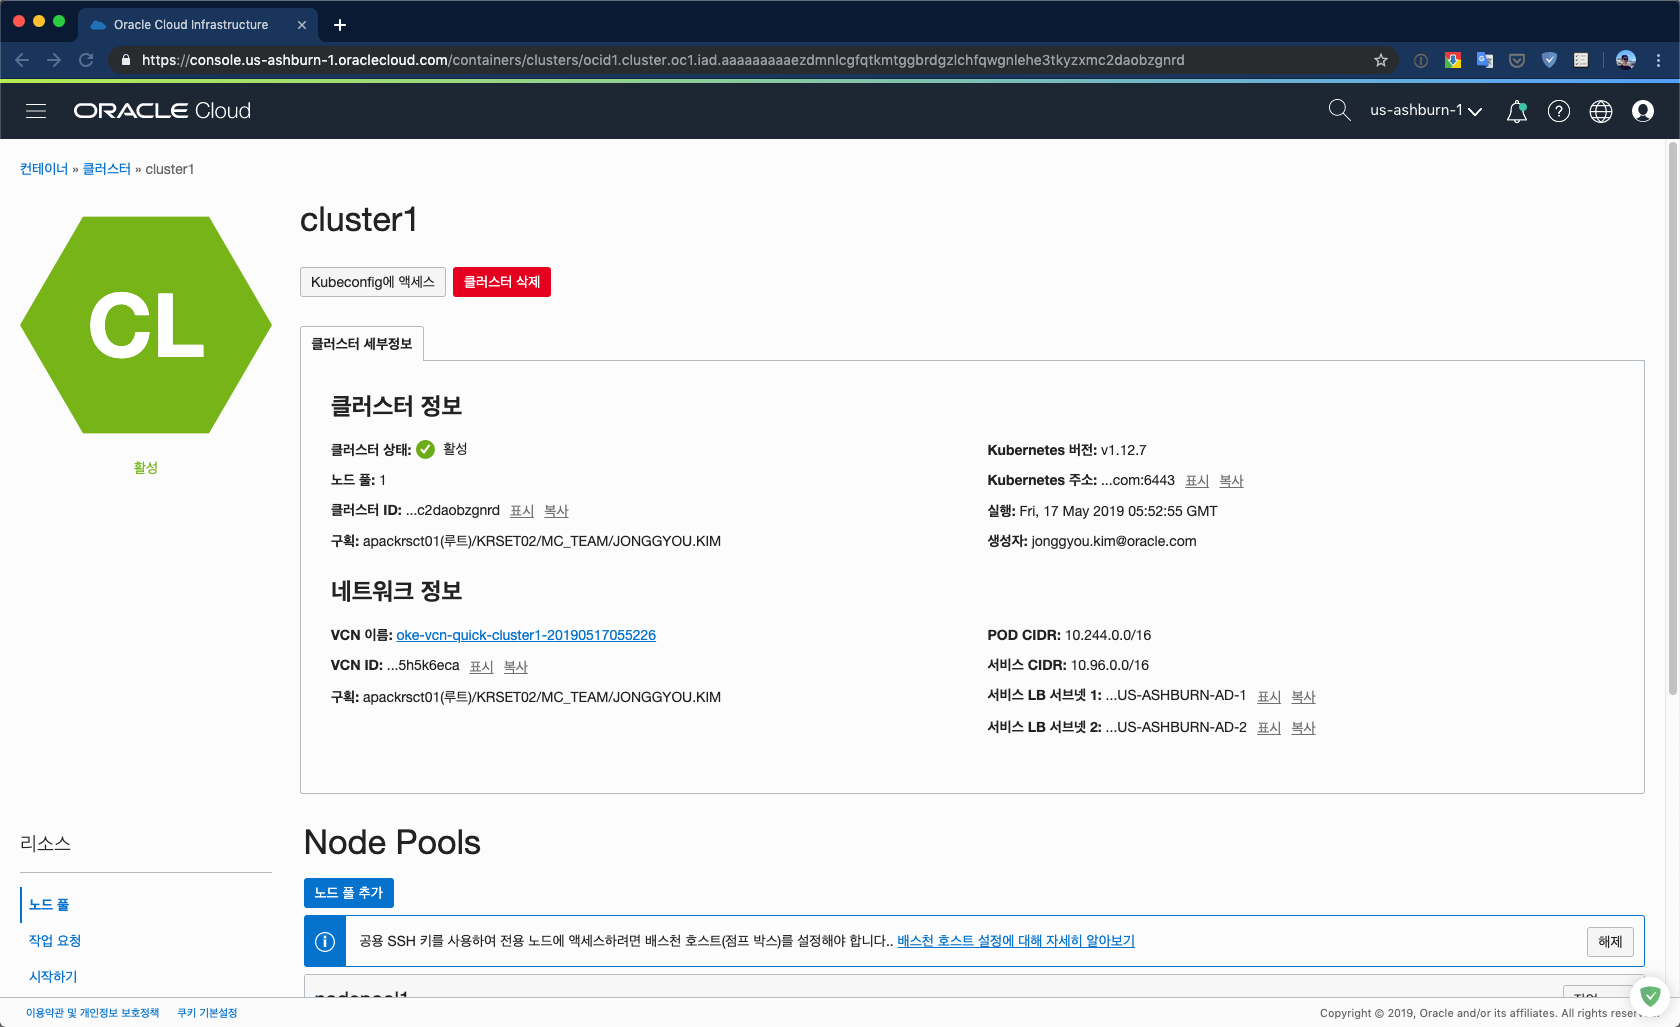 Oracle Cloud Infrastructure
https://console.us-ashburn-1.oraclecloud.com/containers/clusters/ocid1.cluster.oc1.iad.aaaaaaaaaezdmnlcgfqtkmtggbrdgzlchfqwgnlehe3tkyzxmc2daobzgnrd
ORACLE Cloud
us-ashburn-1
컨테이너 » 클러스터 » cluster1
CL
활성
cluster1
Kubeconfig에 액세스 클러스터 삭제
클러스터 세부정보
클러스터 정보
클러스터 상태: 활성
노드 풀: 1
클러스터 ID: ...c2daobzgnrd 표시 복사
구획: apackrsct01(루트)/KRSET02/MC_TEAM/JONGGYOU.KIM
Kubernetes 버전: v1.12.7
Kubernetes 주소: ...com:6443 표시 복사
실행: Fri, 17 May 2019 05:52:55 GMT
생성자: jonggyou.kim@oracle.com
네트워크 정보
VCN 이름: oke-vcn-quick-cluster1-20190517055226
VCN ID: ...5h5k6eca 표시 복사
구획: apackrsct01(루트)/KRSET02/MC_TEAM/JONGGYOU.KIM
POD CIDR: 10.244.0.0/16
서비스 CIDR: 10.96.0.0/16
서비스 LB 서브넷 1: ...US-ASHBURN-AD-1 표시 복사
서비스 LB 서브넷 2: ...US-ASHBURN-AD-2 표시 복사
리소스
노드 풀
작업 요청
시작하기
Node Pools
노드 풀 추가
공용 SSH 키를 사용하여 전용 노드에 액세스하려면 배스천 호스트(점프 박스)를 설정해야 합니다.. 배스천 호스트 설정에 대해 자세히 알아보기
해제
nodepool1
작업
이용약관 및 개인정보 보호정책 쿠키 기본설정
Copyright © 2019, Oracle and/or its affiliates. All rights